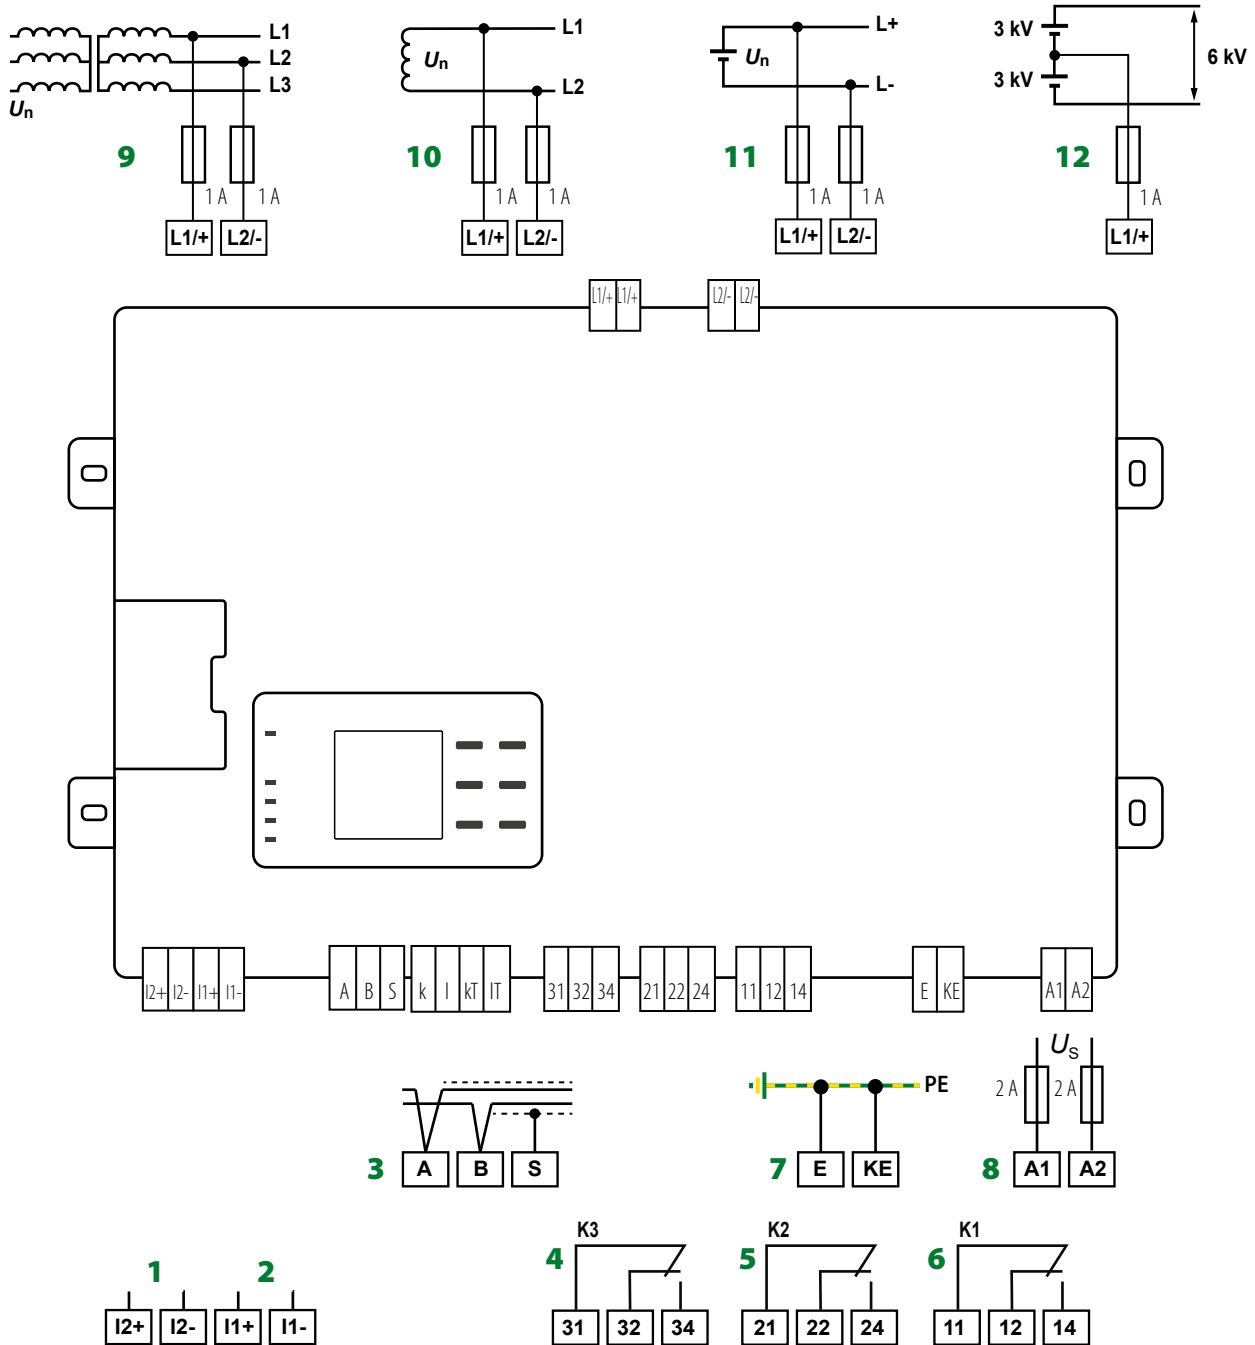 L1
L2
L3
Un
9
1 A
1 A
L1/+
L2/-
L1
Un
L2
10
1 A
1 A
L1/+
L2/-
L+
Un
L-
11
1 A
1 A
L1/+
L2/-
3 kV
3 kV
6 kV
12
1 A
L1/+
L1/+ L1/+ L2/- L2/-
I2+ I2- I1+ I1- A B S k l kT lT 31 32 34 21 22 24 11 12 14 E KE A1 A2
3
A B S
PE
7
E KE
US
2 A 2 A
8
A1 A2
1 2
I2+ I2- I1+ I1-
K3
4
31 32 34
K2
5
21 22 24
K1
6
11 12 14